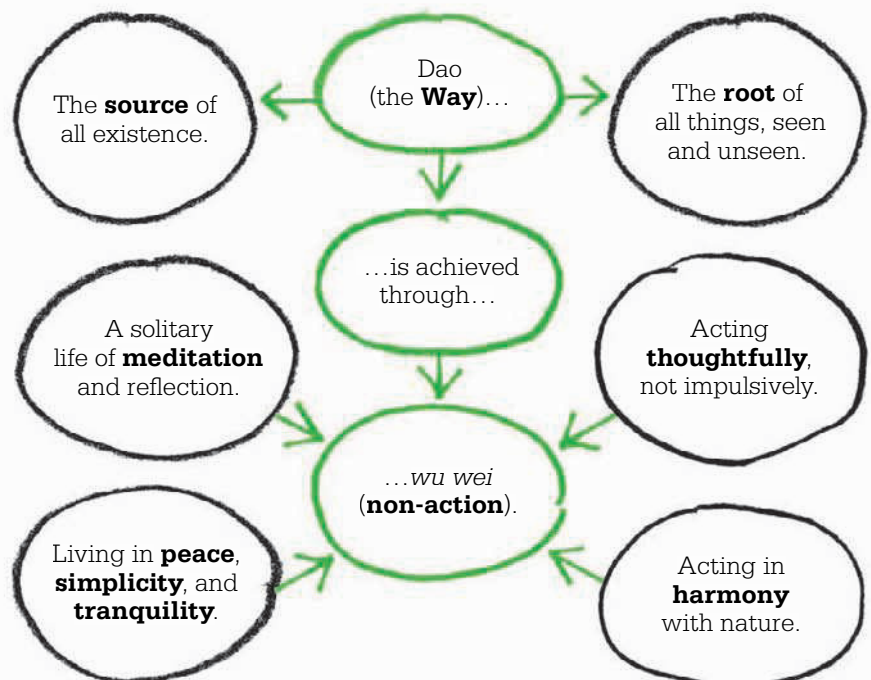 Dao
(the Way)…
The source of
all existence.
The root of
all things, seen
and unseen.
…is achieved
through…
A solitary
life of meditation
and reflection.
Acting
thoughtfully,
not impulsively.
…wu wei
(non-action).
Living in peace,
simplicity, and
tranquility.
Acting in
harmony
with nature.